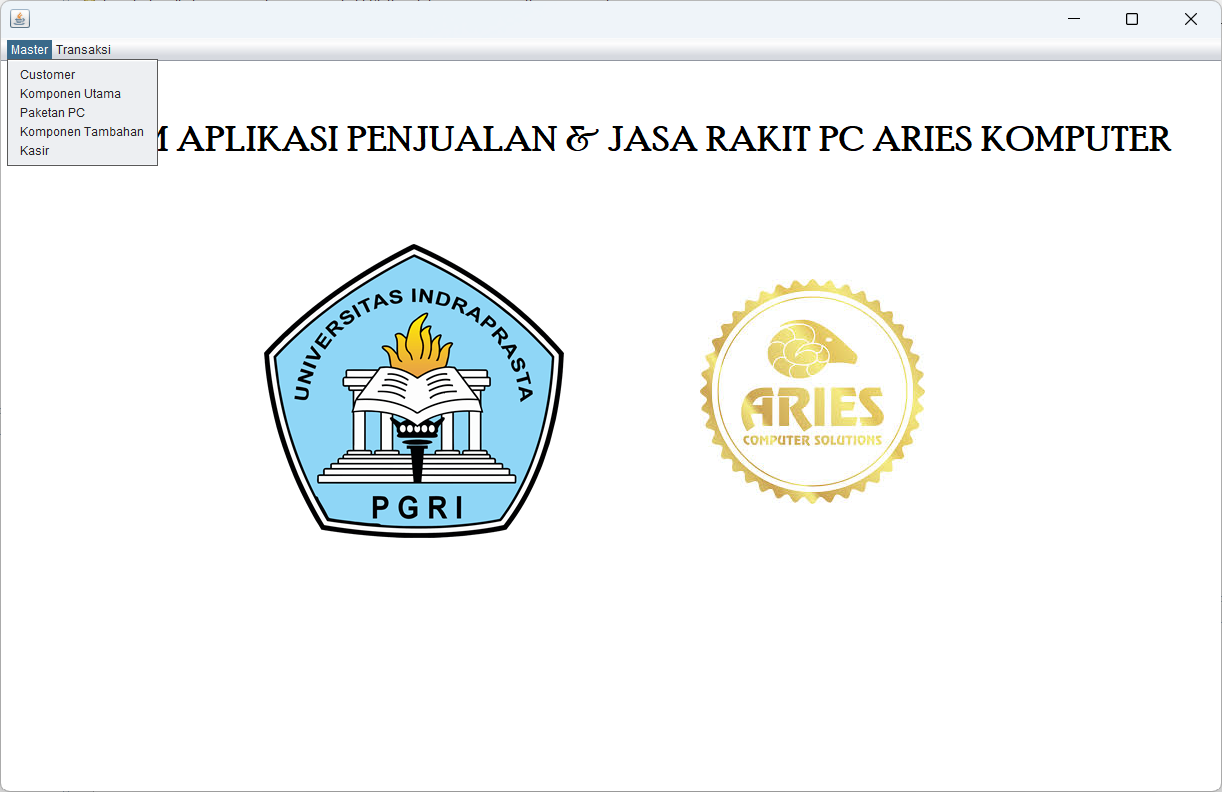 Master Transaksi
Customer
Komponen Utama
Paketan PC
Komponen Tambahan
Kasir
M APLIKASI PENJUALAN & JASA RAKIT PC ARIES KOMPUTER
UNIVERSITAS INDRAPRASTA
PGRI
ARIES
COMPUTER SOLUTIONS